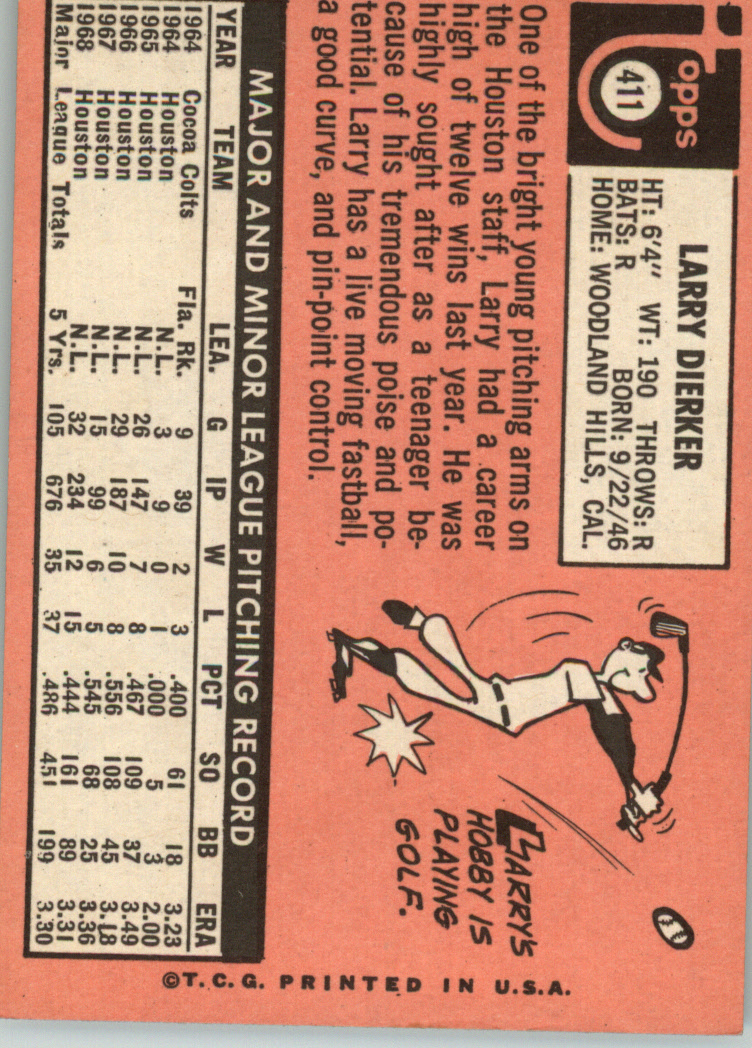 Topps
411
LARRY DIERKER
HT: 6'4" WT: 190 THROWS: R
BATS: R BORN: 9/22/46
HOME: WOODLAND HILLS, CAL.
One of the bright young pitching arms on
the Houston staff, Larry had a career
high of twelve wins last year. He was
highly sought after as a teenager be-
cause of his tremendous poise and po-
tential. Larry has a live moving fastball,
a good curve, and pin-point control.
LARRY'S
HOBBY IS
PLAYING
GOLF.
MAJOR AND MINOR LEAGUE PITCHING RECORD
YEAR TEAM LEA. G IP W L PCT SO BB ERA
1964 Cocoa Colts Fla. Rk. 9 39 2 3 .400 61 18 3.23
1964 Houston N.L. 3 9 0 1 .000 5 3 2.00
1965 Houston N.L. 26 147 7 8 .467 109 37 3.49
1966 Houston N.L. 29 187 10 8 .556 108 45 3.18
1967 Houston N.L. 15 99 6 5 .545 68 25 3.36
1968 Houston N.L. 32 234 12 15 .444 161 89 3.31
Major League Totals 5 Yrs. 105 676 35 37 .486 451 199 3.30
©T.C.G. PRINTED IN U.S.A.